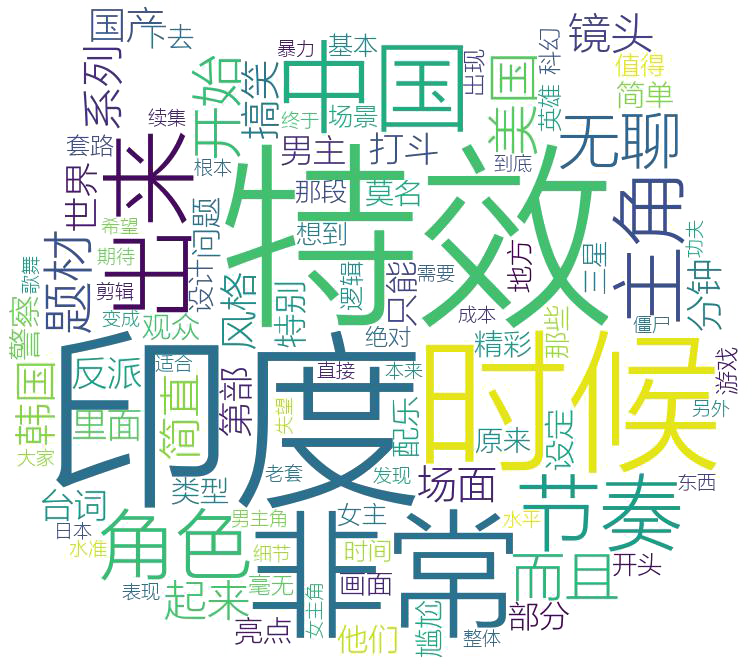 国产
下去
暴力
基本
出现
科幻
镜头
系列
开始
搞笑
中国
美国
英雄
值得
简单
续集
终于
场景
套路
出来
根本
男主
打斗
到底
无聊
世界
特效
那段
莫名
主角
希望
想到
三星
功夫
题材
期待
设计
问题
风格
特别
逻辑
只能
需要
地方
分钟
歌舞
剪辑
变成
观众
绝对
成本
那些
僵尸
警察
印度
时候
精彩
适合
反派
直接
本来
游戏
韩国
简直
第部
失望
配乐
原来
设定
另外
里面
大家
老套
发现
场面
东西
类型
台词
角色
男主角
女主
非常
水平
节奏
日本
水准
细节
时间
起来
毫无
画面
而且
开头
表现
亮点
女主角
他们
尴尬
整体
部分